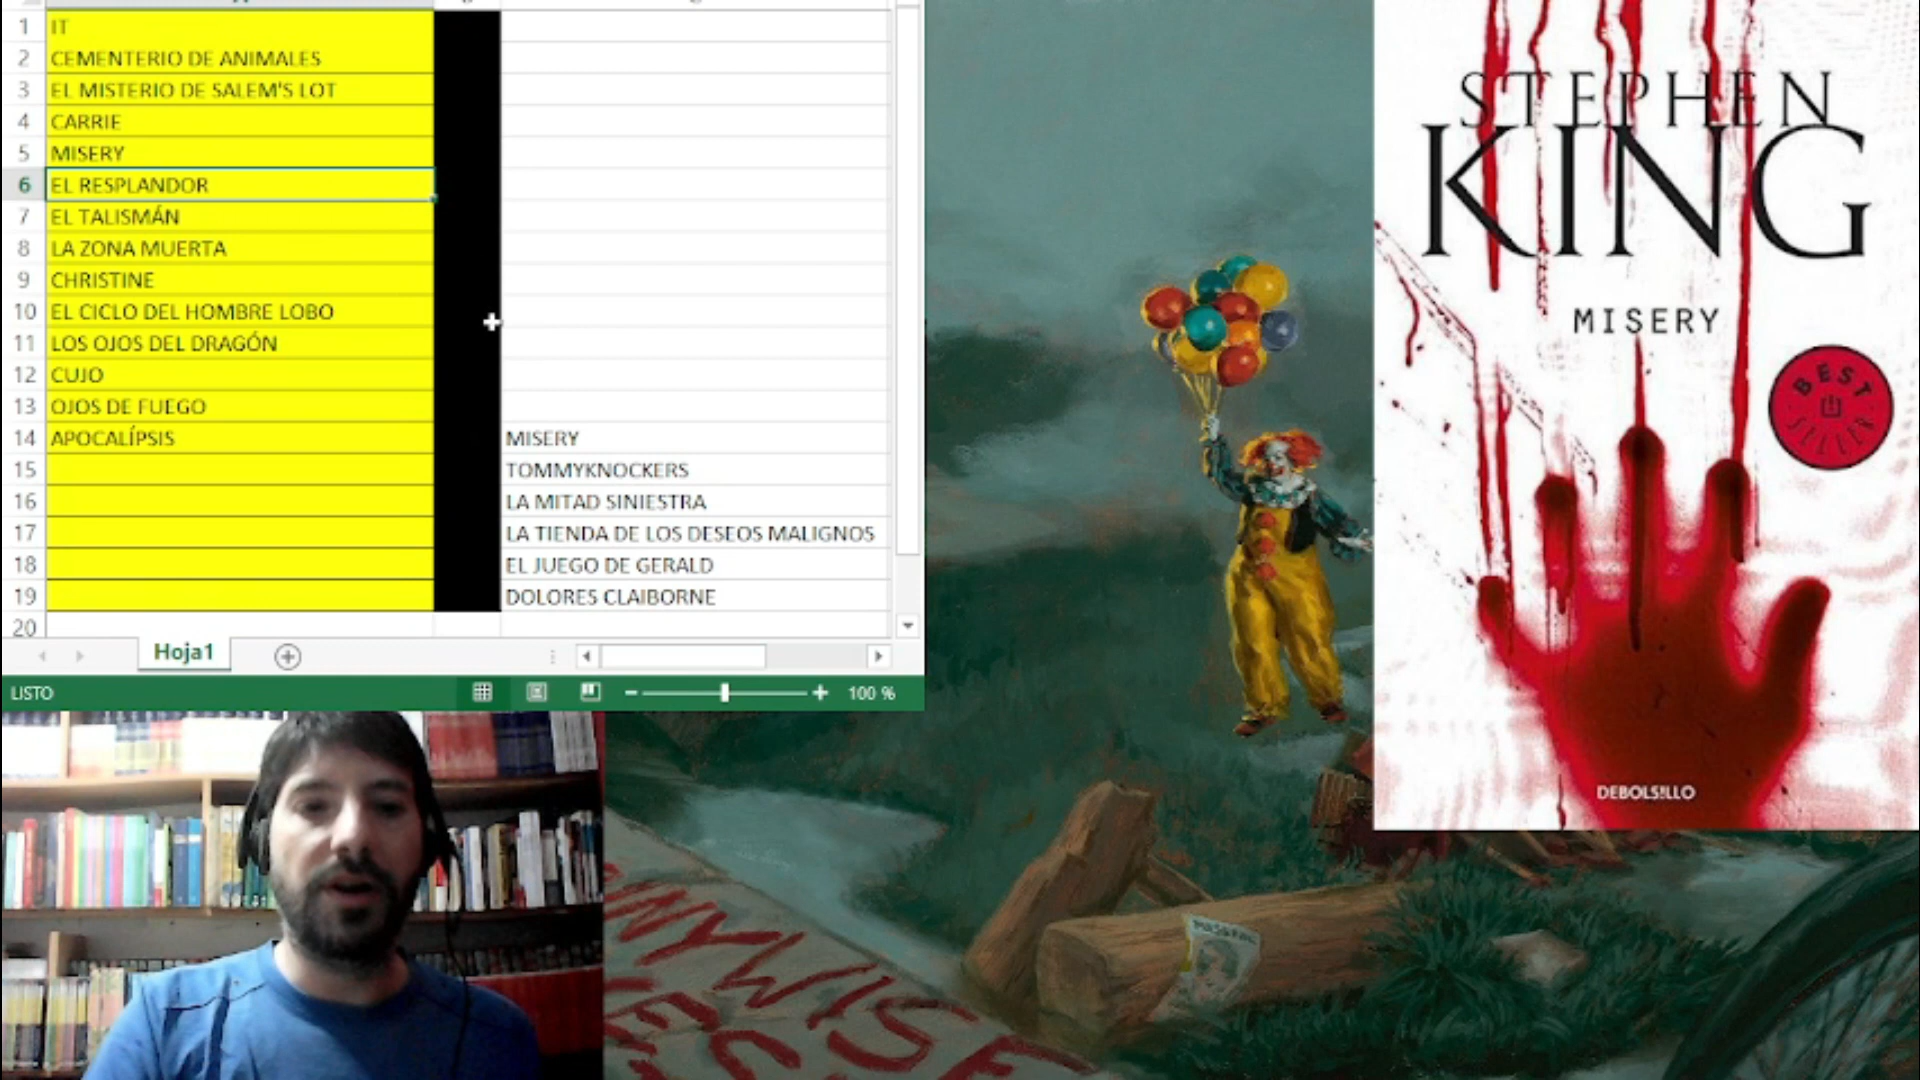 1 IT
2 CEMENTERIO DE ANIMALES
3 EL MISTERIO DE SALEM'S LOT
4 CARRIE
5 MISERY
6 EL RESPLANDOR
7 EL TALISMÁN
8 LA ZONA MUERTA
9 CHRISTINE
10 EL CICLO DEL HOMBRE LOBO
11 LOS OJOS DEL DRAGÓN
12 CUJO
13 OJOS DE FUEGO
14 APOCALÍPSIS MISERY
15 TOMMYKNOCKERS
16 LA MITAD SINIESTRA
17 LA TIENDA DE LOS DESEOS MALIGNOS
18 EL JUEGO DE GERALD
19 DOLORES CLAIBORNE
20
Hoja1
LISTO 100 %
STEPHEN
KING
MISERY
BEST
SELLER
DEBOLS!LLO
NYWISE